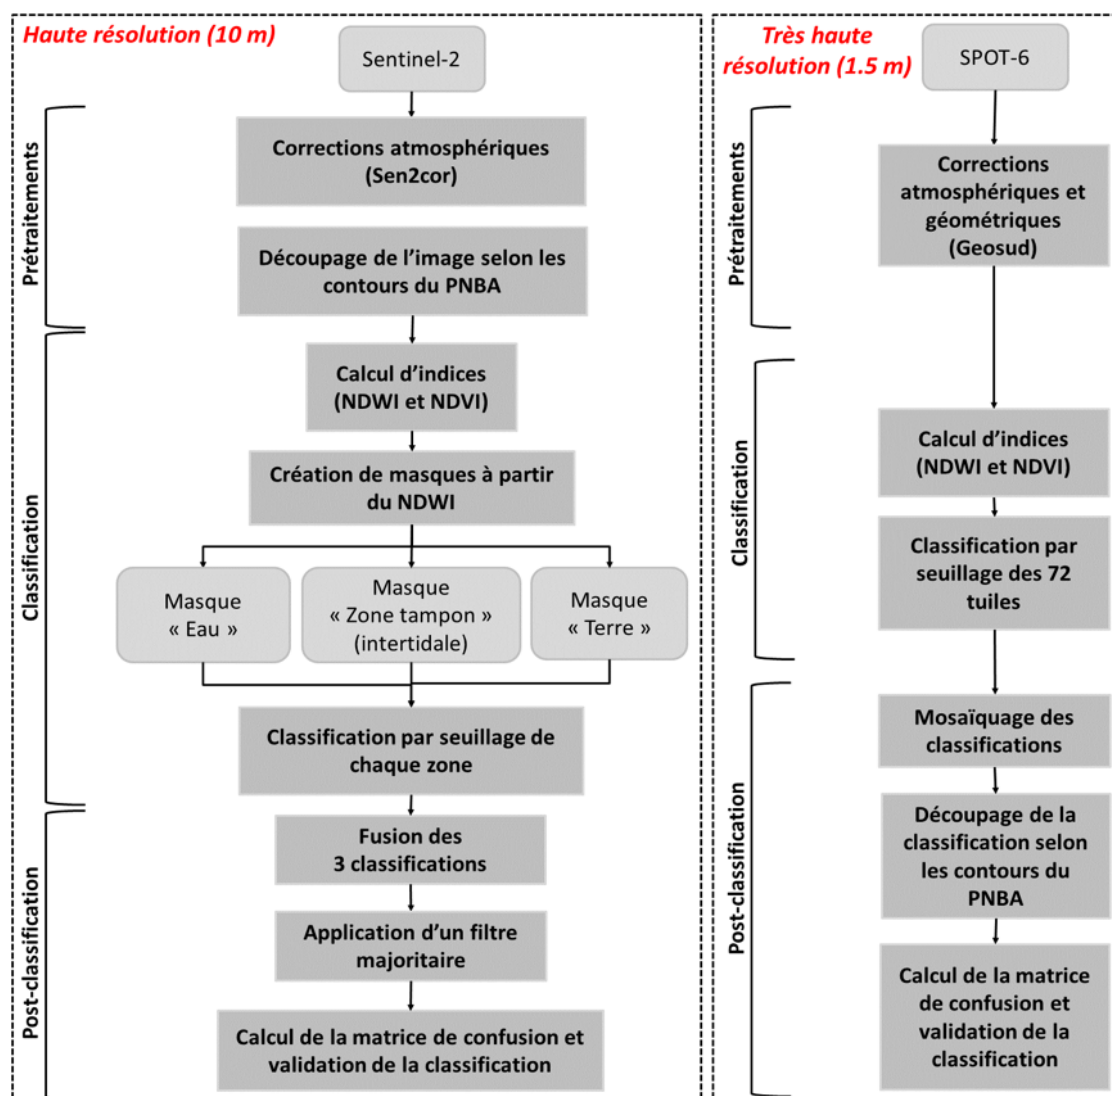 Haute résolution (10 m)
Sentinel-2
Prétraitements
Corrections atmosphériques
(Sen2cor)
Découpage de l'image selon les
contours du PNBA
Classification
Calcul d'indices
(NDWI et NDVI)
Création de masques à partir
du NDWI
Masque
« Eau »
Masque
« Zone tampon »
(intertidale)
Masque
« Terre »
Classification par seuillage de
chaque zone
Post-classification
Fusion des
3 classifications
Application d'un filtre
majoritaire
Calcul de la matrice de confusion et
validation de la classification
Très haute
résolution (1.5 m)
SPOT-6
Prétraitements
Corrections
atmosphériques et
géométriques
(Geosud)
Classification
Calcul d'indices
(NDWI et NDVI)
Classification par
seuillage des 72
tuiles
Post-classification
Mosaïquage des
classifications
Découpage de la
classification selon
les contours du
PNBA
Calcul de la matrice
de confusion et
validation de la
classification